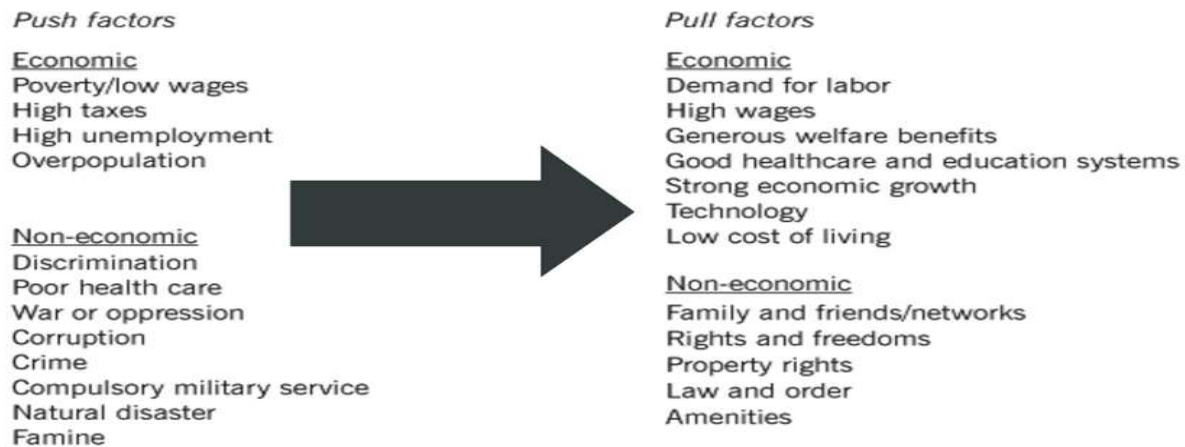 Push factors
Economic
Poverty/low wages
High taxes
High unemployment
Overpopulation
Non-economic
Discrimination
Poor health care
War or oppression
Corruption
Crime
Compulsory military service
Natural disaster
Famine
Pull factors
Economic
Demand for labor
High wages
Generous welfare benefits
Good healthcare and education systems
Strong economic growth
Technology
Low cost of living
Non-economic
Family and friends/networks
Rights and freedoms
Property rights
Law and order
Amenities